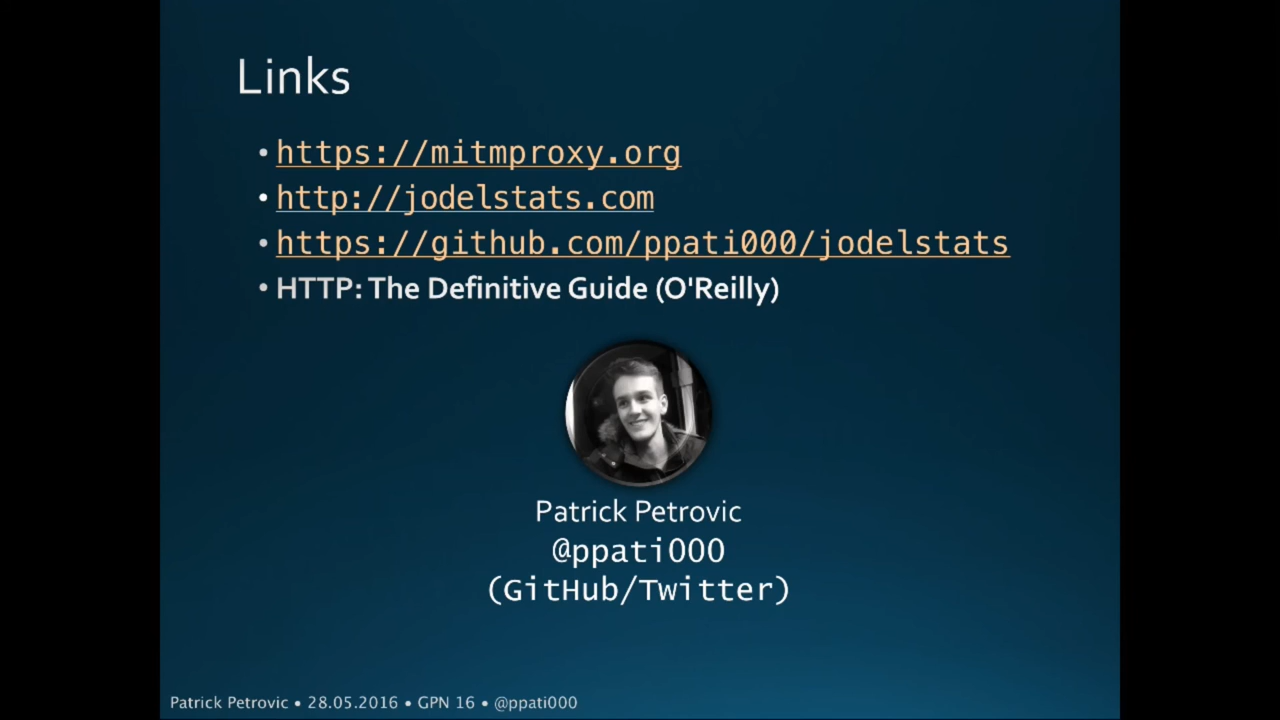 Links
• https://mitmproxy.org
• http://jodelstats.com
• https://github.com/ppati000/jodelstats
• HTTP: The Definitive Guide (O'Reilly)
Patrick Petrovic
@ppati000
(GitHub/Twitter)
Patrick Petrovic • 28.05.2016 • GPN 16 • @ppati000